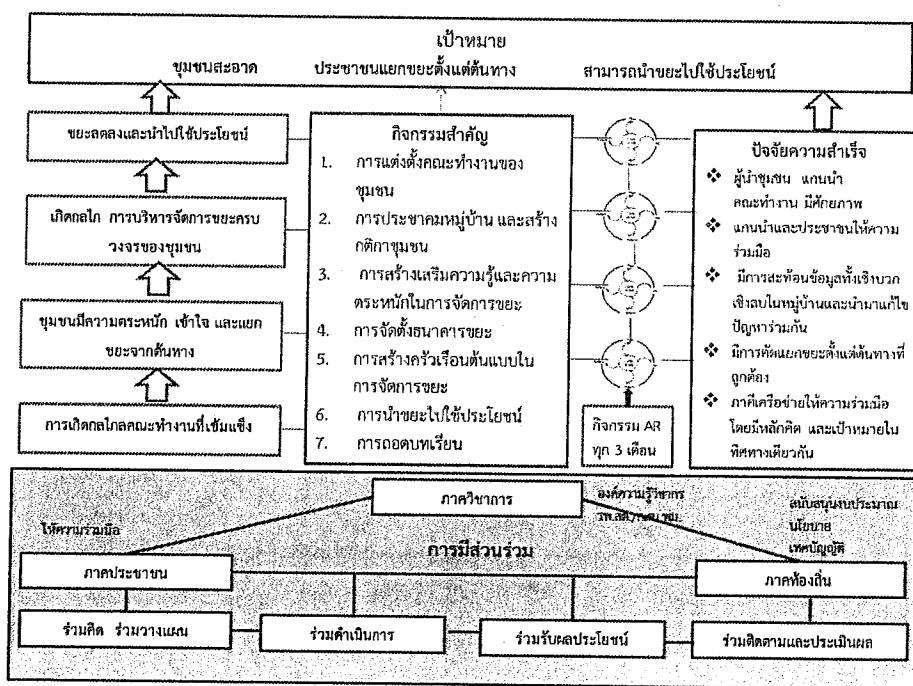 เป้าหมาย
ชุมชนสะอาด ประชาชนแยกขยะตั้งแต่ต้นทาง สามารถนำขยะไปใช้ประโยชน์
ขยะลดลงและนำไปใช้ประโยชน์
เกิดกลไก การบริหารจัดการขยะครบ
วงจรของชุมชน
ชุมชนมีความตระหนัก เข้าใจ และแยก
ขยะจากต้นทาง
การเกิดกลไกลคณะทำงานที่เข้มแข็ง
กิจกรรมสำคัญ
1. การแต่งตั้งคณะทำงานของ
ชุมชน
2. การประชาคมหมู่บ้าน และสร้าง
กติกาชุมชน
3. การสร้างเสริมความรู้และความ
ตระหนักในการจัดการขยะ
4. การจัดตั้งธนาคารขยะ
5. การสร้างครัวเรือนต้นแบบใน
การจัดการขยะ
6. การนำขยะไปใช้ประโยชน์
7. การถอดบทเรียน
กิจกรรม AR
ทุก 3 เดือน
ปัจจัยความสำเร็จ
❖ ผู้นำชุมชน แกนนำ
คณะทำงาน มีศักยภาพ
❖ แกนนำและประชาชนให้ความ
ร่วมมือ
❖ มีการสะท้อนข้อมูลทั้งเชิงบวก
เชิงลบในหมู่บ้านและนำมาแก้ไข
ปัญหาร่วมกัน
❖ มีการคัดแยกขยะตั้งแต่ต้นทางที่
ถูกต้อง
❖ ภาคีเครือข่ายให้ความร่วมมือ
โดยมีหลักคิด และเป้าหมายใน
ทิศทางเดียวกัน
ภาควิชาการ
องค์ความรู้วิชาการ
รพ.สต.
สนับสนุนงบประมาณ
นโยบาย
เทศบัญญัติ
ให้ความร่วมมือ
การมีส่วนร่วม
ภาคประชาชน
ภาคท้องถิ่น
ร่วมคิด ร่วมวางแผน
ร่วมดำเนินการ
ร่วมรับผลประโยชน์
ร่วมติดตามและประเมินผล